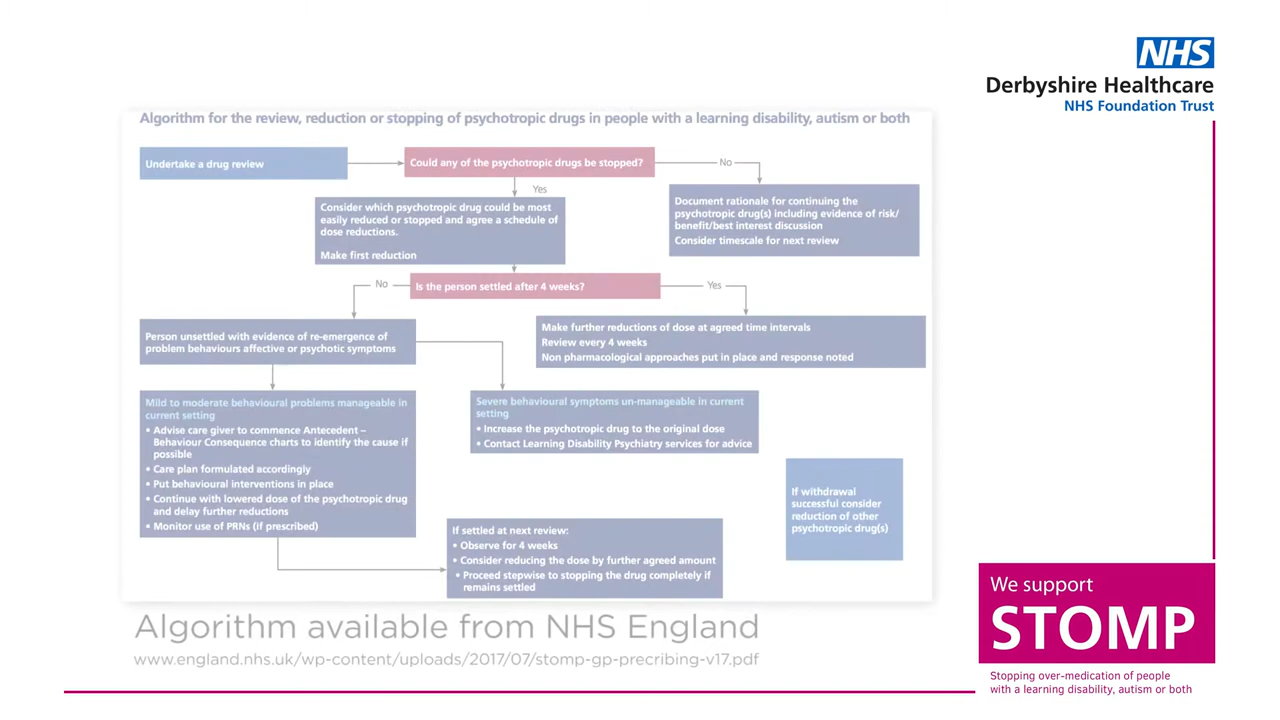 NHS
Derbyshire Healthcare
NHS Foundation Trust
Algorithm for the review, reduction or stopping of psychotropic drugs in people with a learning disability, autism or both
Undertake a drug review
Could any of the psychotropic drugs be stopped?
No
Yes
Document rationale for continuing the
psychotropic drug(s) including evidence of risk/
benefit/best interest discussion
Consider timescale for next review
Consider which psychotropic drug could be most
easily reduced or stopped and agree a schedule of
dose reductions.
Make first reduction
No
Is the person settled after 4 weeks?
Yes
Person unsettled with evidence of re-emergence of
problem behaviours affective or psychotic symptoms
Make further reductions of dose at agreed time intervals
Review every 4 weeks
Non pharmacological approaches put in place and response noted
Mild to moderate behavioural problems manageable in
current setting
• Advise care giver to commence Antecedent –
Behaviour Consequence charts to identify the cause if
possible
• Care plan formulated accordingly
• Put behavioural interventions in place
• Continue with lowered dose of the psychotropic drug
and delay further reductions
• Monitor use of PRNs (if prescribed)
Severe behavioural symptoms un-manageable in current
setting
• Increase the psychotropic drug to the original dose
• Contact Learning Disability Psychiatry services for advice
If withdrawal
successful consider
reduction of other
psychotropic drug(s)
If settled at next review:
• Observe for 4 weeks
• Consider reducing the dose by further agreed amount
• Proceed stepwise to stopping the drug completely if
remains settled
Algorithm available from NHS England
www.england.nhs.uk/wp-content/uploads/2017/07/stomp-gp-precribing-v17.pdf
We support
STOMP
Stopping over-medication of people
with a learning disability, autism or both